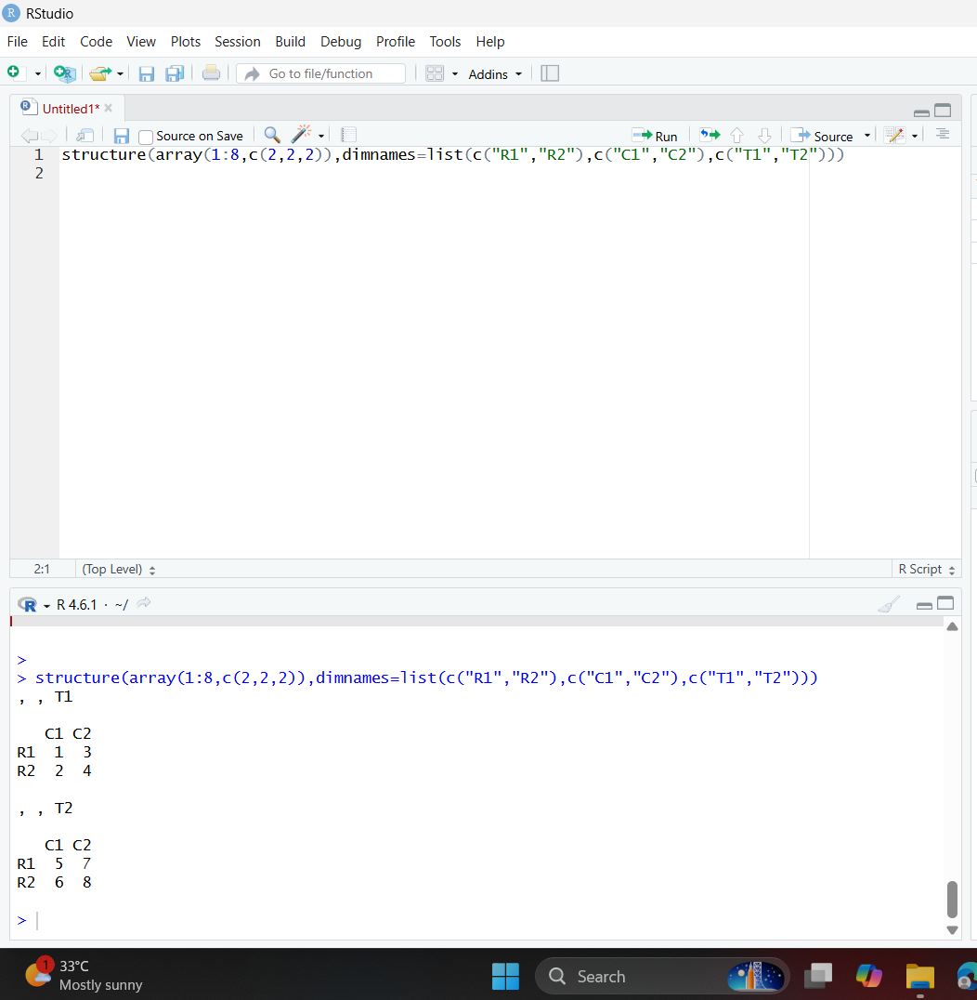 RStudio
File Edit Code View Plots Session Build Debug Profile Tools Help
Go to file/function Addins
Untitled1*
Source on Save Run Source
1 structure(array(1:8,c(2,2,2)),dimnames=list(c("R1","R2"),c("C1","C2"),c("T1","T2")))
2
2:1 (Top Level) R Script
R 4.6.1 · ~/
>
> structure(array(1:8,c(2,2,2)),dimnames=list(c("R1","R2"),c("C1","C2"),c("T1","T2")))
, , T1
C1 C2
R1 1 3
R2 2 4
, , T2
C1 C2
R1 5 7
R2 6 8
>
1 33°C
Mostly sunny
Search